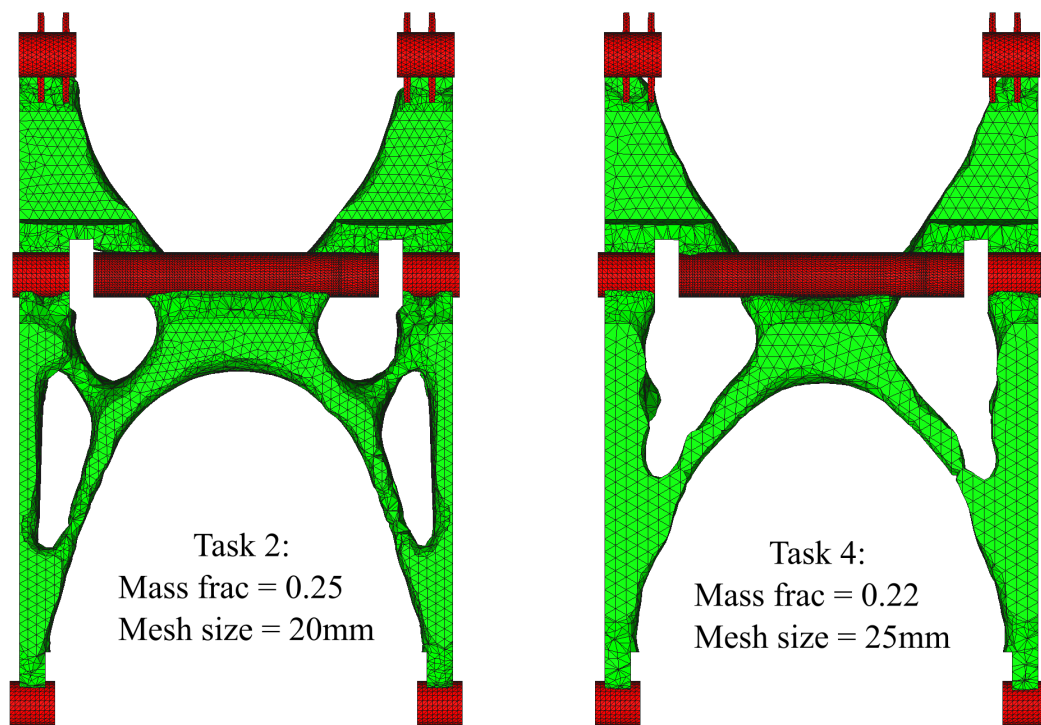 Task 2:
Mass frac = 0.25
Mesh size = 20mm
Task 4:
Mass frac = 0.22
Mesh size = 25mm